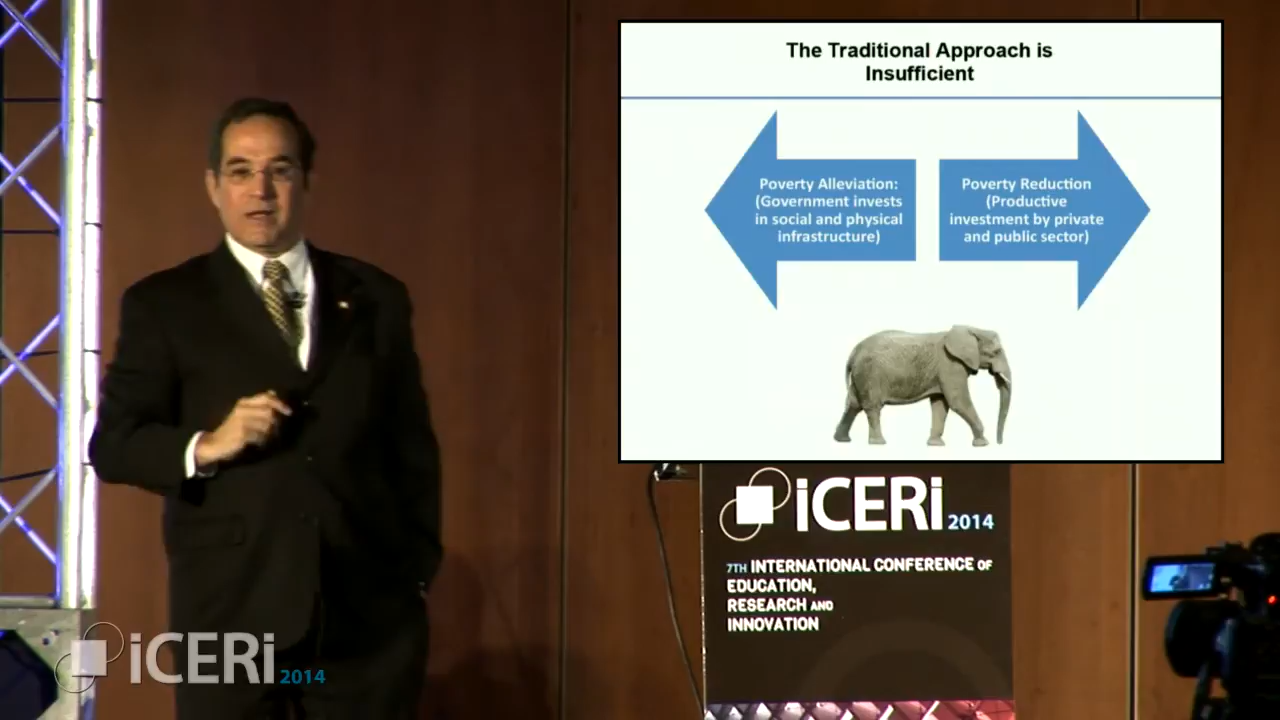 The Traditional Approach is
Insufficient
Poverty Alleviation:
(Government invests
in social and physical
infrastructure)
Poverty Reduction
(Productive
investment by private
and public sector)
iCERi 2014
7TH INTERNATIONAL CONFERENCE OF
EDUCATION,
RESEARCH AND
INNOVATION
iCERi 2014